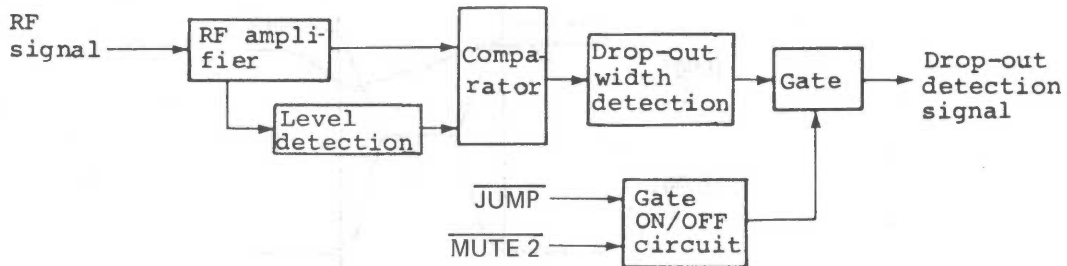 RF
signal
RF ampli-
fier
Level
detection
Compa-
rator
Drop-out
width
detection
Gate
Drop-out
detection
signal
JUMP
MUTE 2
Gate
ON/OFF
circuit